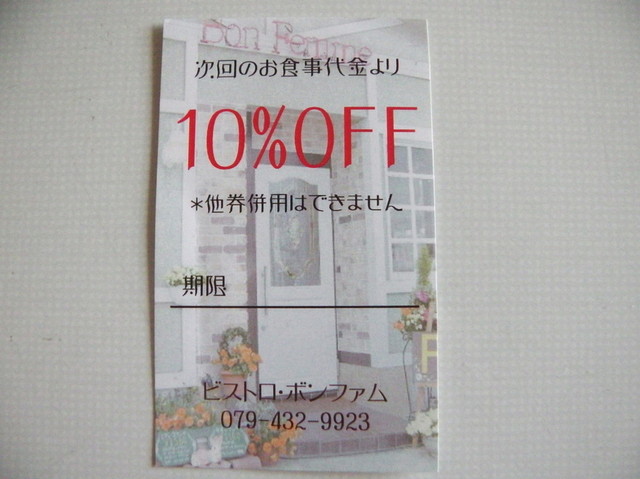 Bon Femme
次回のお食事代金より
10%OFF
*他券併用はできません
期限
ビストロ・ボンファム
079-432-9923